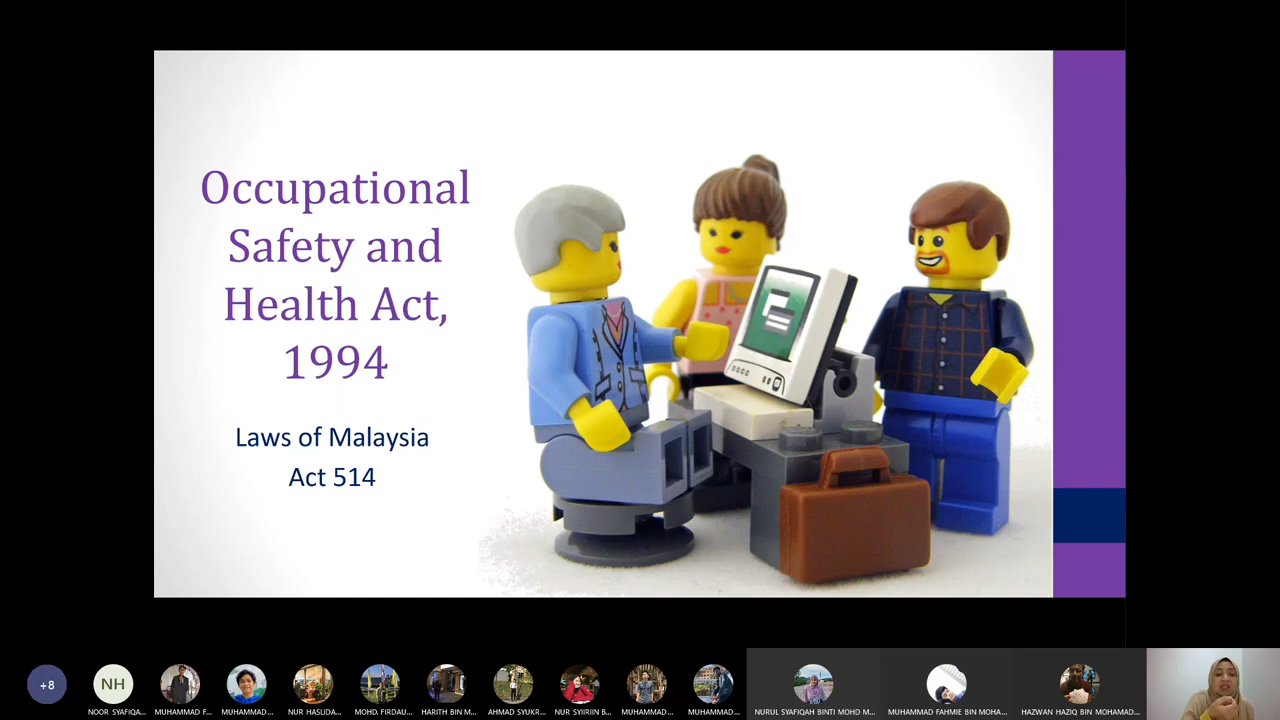 Occupational
Safety and
Health Act,
1994
Laws of Malaysia
Act 514
+8
NH
NOOR SYAFIQA...
MUHAMMAD F...
MUHAMMAD ...
NUR HASLIDA...
MOHD. FIRDAU...
HARITH BIN M...
AHMAD SYUKR...
NUR SYIIRIIN B...
MUHAMMAD ...
MUHAMMAD ...
NURUL SYAFIQAH BINTI MOHD M...
MUHAMMAD FAHMIE BIN MOHA...
HAZWAN HAZIQ BIN MOHAMAD...